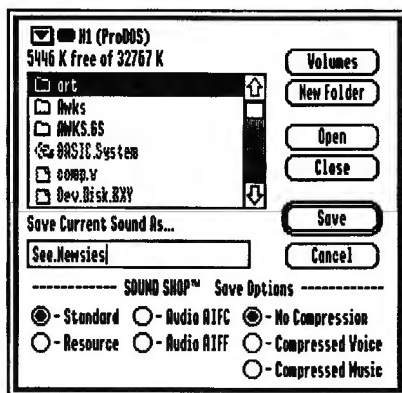 H1 (ProDOS)
5446 K free of 32767 K
art
Awks
AWKS.GS
BASIC.System
comp.v
Dev.Disk.BXY
Volumes
New Folder
Open
Close
Save
Cancel
Save Current Sound As...
See.Newsies
SOUND SHOP™ Save Options
- Standard - Audio AIFC - No Compression
- Resource - Audio AIFF - Compressed Voice
- Compressed Music